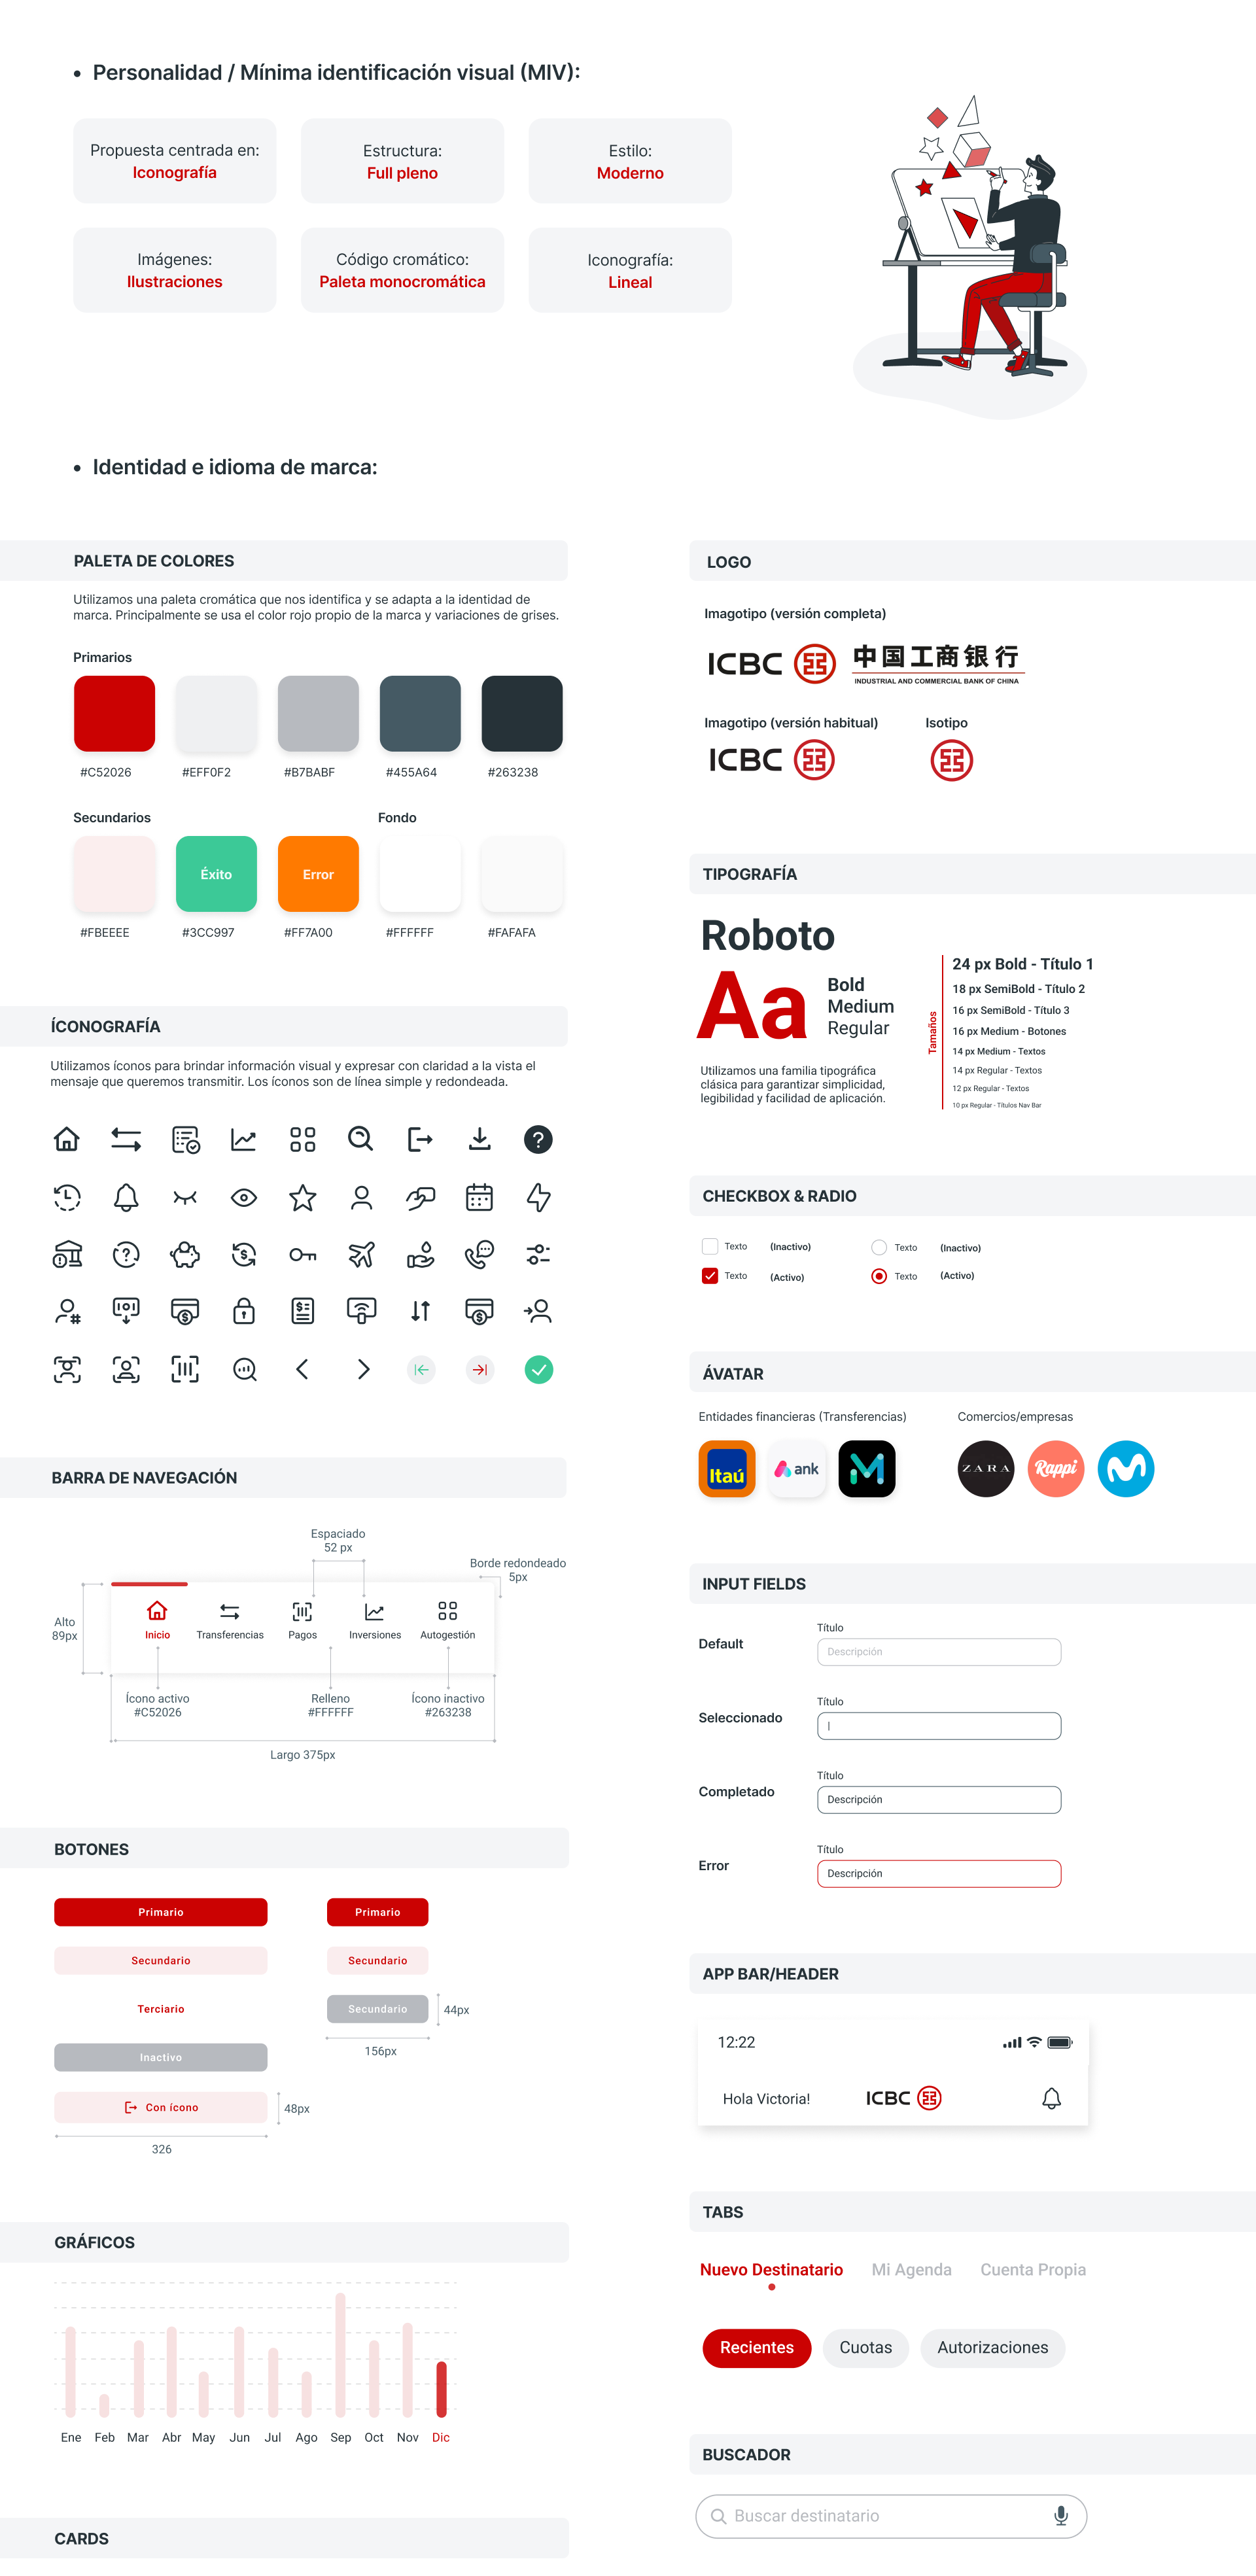 Personalidad / Mínima identificación visual (MIV):
Propuesta centrada en:
Iconografía
Estructura:
Full pleno
Estilo:
Moderno
Imágenes:
Ilustraciones
Código cromático:
Paleta monocromática
Iconografía:
Lineal
Identidad e idioma de marca:
PALETA DE COLORES
Utilizamos una paleta cromática que nos identifica y se adapta a la identidad de
marca. Principalmente se usa el color rojo propio de la marca y variaciones de grises.
Primarios
#C52026
#EFF0F2
#B7BABF
#455A64
#263238
Secundarios
Fondo
Éxito
Error
#FBEEEE
#3CC997
#FF7A00
#FFFFFF
#FAFAFA
ÍCONOGRAFÍA
Utilizamos íconos para brindar información visual y expresar con claridad a la vista el
mensaje que queremos transmitir. Los íconos son de línea simple y redondeada.
BARRA DE NAVEGACIÓN
Espaciado
52 px
Borde redondeado
5px
Alto
89px
Inicio
Transferencias
Pagos
Inversiones
Autogestión
Ícono activo
#C52026
Relleno
#FFFFFF
Ícono inactivo
#263238
Largo 375px
BOTONES
Primario
Primario
Secundario
Secundario
Terciario
Secundario
44px
156px
Inactivo
Con ícono
48px
326
GRÁFICOS
Ene
Feb
Mar
Abr
May
Jun
Jul
Ago
Sep
Oct
Nov
Dic
CARDS
LOGO
Imagotipo (versión completa)
ICBC
中国工商银行
INDUSTRIAL AND COMMERCIAL BANK OF CHINA
Imagotipo (versión habitual)
Isotipo
ICBC
TIPOGRAFÍA
Roboto
Aa
Bold
Medium
Regular
Utilizamos una familia tipográfica
clásica para garantizar simplicidad,
legibilidad y facilidad de aplicación.
Tamaños
24 px Bold - Título 1
18 px SemiBold - Título 2
16 px SemiBold - Título 3
16 px Medium - Botones
14 px Medium - Textos
14 px Regular - Textos
12 px Regular - Textos
10 px Regular - Títulos Nav Bar
CHECKBOX & RADIO
Texto
(Inactivo)
Texto
(Inactivo)
Texto
(Activo)
Texto
(Activo)
ÁVATAR
Entidades financieras (Transferencias)
Comercios/empresas
Itaú
ank
ZARA
Rappi
INPUT FIELDS
Default
Título
Descripción
Seleccionado
Título
Completado
Título
Descripción
Error
Título
Descripción
APP BAR/HEADER
12:22
Hola Victoria!
ICBC
TABS
Nuevo Destinatario
Mi Agenda
Cuenta Propia
Recientes
Cuotas
Autorizaciones
BUSCADOR
Buscar destinatario